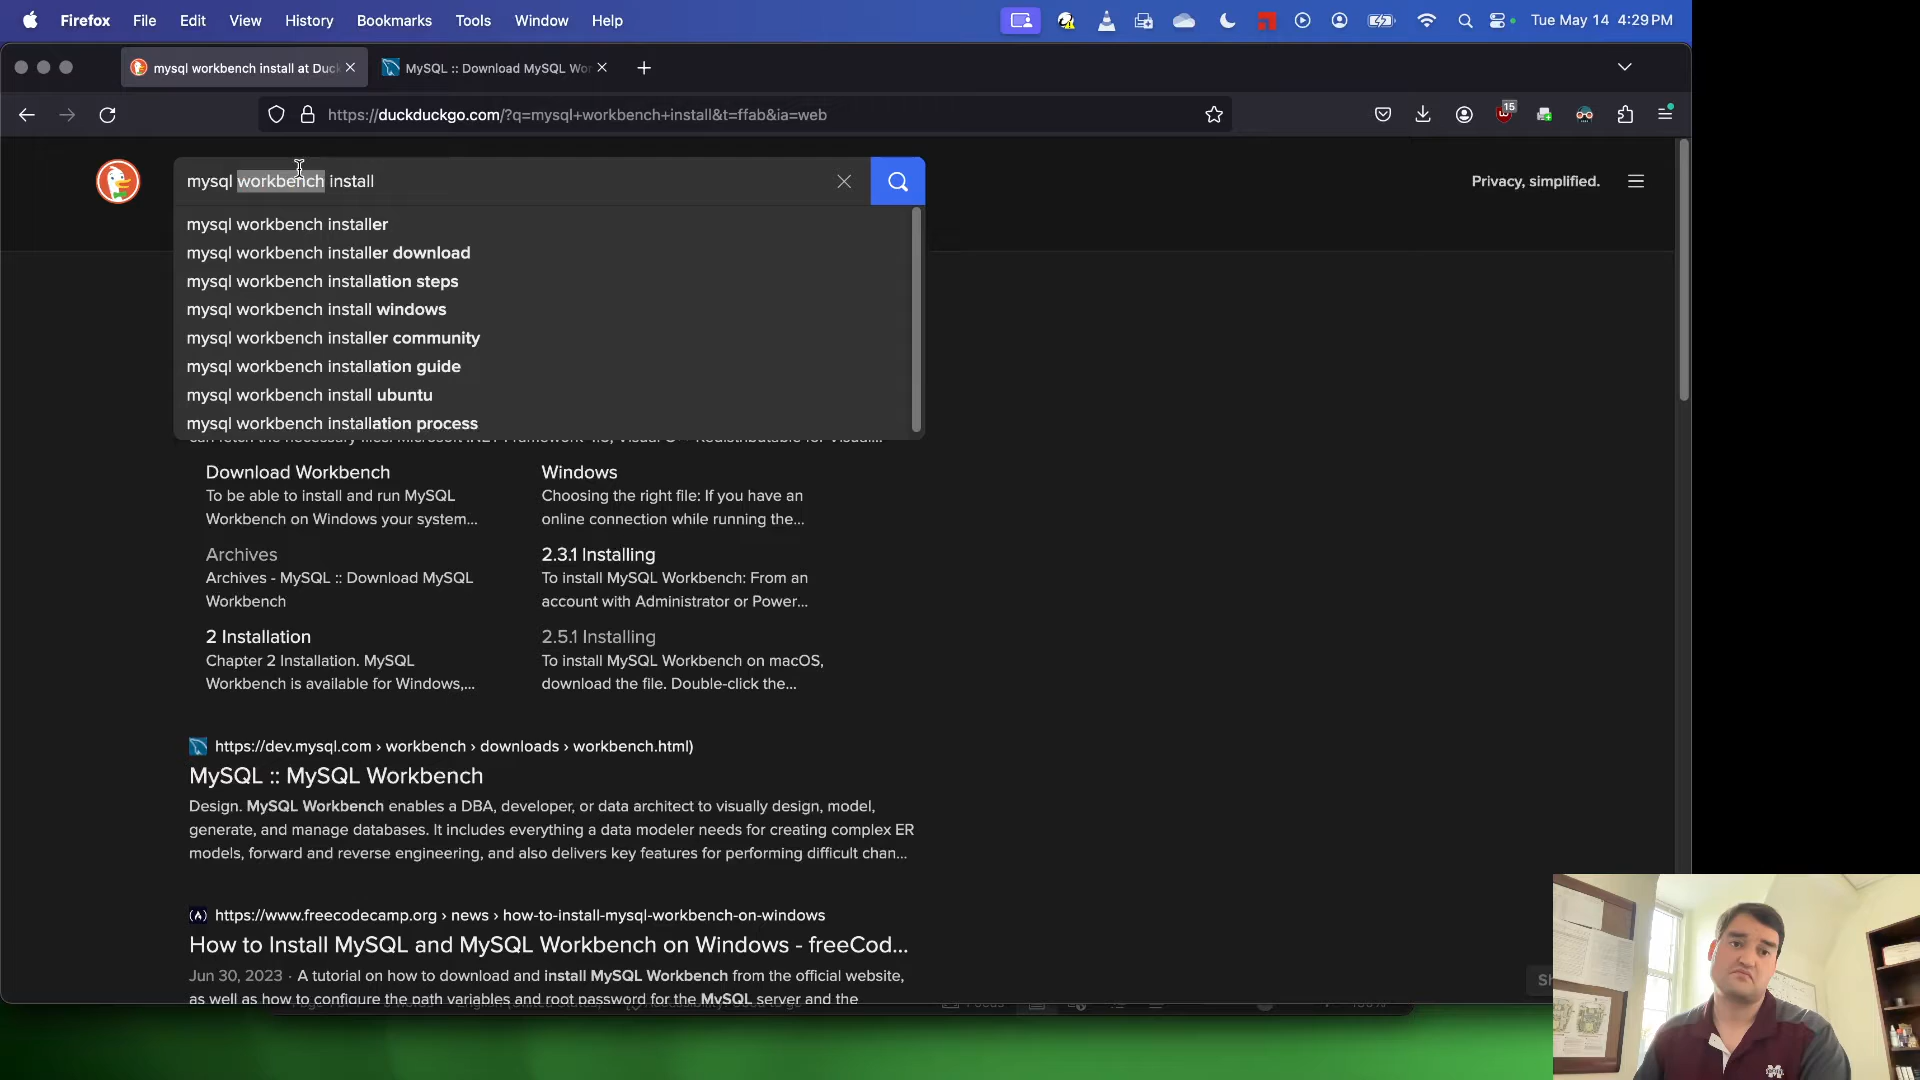 Firefox File Edit View History Bookmarks Tools Window Help
Tue May 14 4:29 PM
mysql workbench install at Duc
MySQL :: Download MySQL Wo
https://duckduckgo.com/?q=mysql+workbench+install&t=ffab&ia=web
15
mysql workbench install
Privacy, simplified.
mysql workbench installer
mysql workbench installer download
mysql workbench installation steps
mysql workbench install windows
mysql workbench installer community
mysql workbench installation guide
mysql workbench install ubuntu
mysql workbench installation process
Download Workbench
To be able to install and run MySQL
Workbench on Windows your system...
Windows
Choosing the right file: If you have an
online connection while running the...
Archives
Archives - MySQL :: Download MySQL
Workbench
2.3.1 Installing
To install MySQL Workbench: From an
account with Administrator or Power...
2 Installation
Chapter 2 Installation. MySQL
Workbench is available for Windows,...
2.5.1 Installing
To install MySQL Workbench on macOS,
download the file. Double-click the...
https://dev.mysql.com › workbench › downloads › workbench.html)
MySQL :: MySQL Workbench
Design. MySQL Workbench enables a DBA, developer, or data architect to visually design, model,
generate, and manage databases. It includes everything a data modeler needs for creating complex ER
models, forward and reverse engineering, and also delivers key features for performing difficult chan...
https://www.freecodecamp.org › news › how-to-install-mysql-workbench-on-windows
How to Install MySQL and MySQL Workbench on Windows - freeCod...
Jun 30, 2023 · A tutorial on how to download and install MySQL Workbench from the official website,
as well as how to configure the path variables and root password for the MySQL server and the